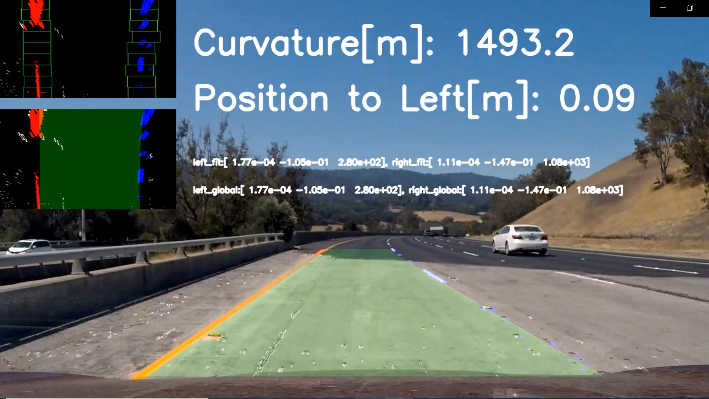 Curvature[m]: 1493.2
Position to Left[m]: 0.09
left_fit:[ 1.77e-04 -1.05e-01 2.80e+02], right_fit:[ 1.11e-04 -1.47e-01 1.08e+03]
left_global:[ 1.77e-04 -1.05e-01 2.80e+02], right_global:[ 1.11e-04 -1.47e-01 1.08e+03]